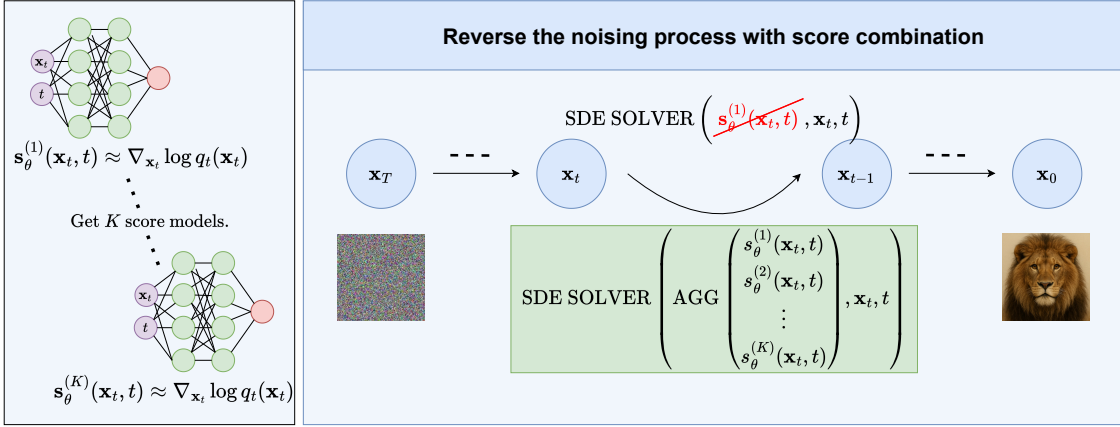 x_t
t
s_θ^{(1)}(x_t, t) ≈ ∇_{x_t} log q_t(x_t)
Get K score models.
x_t
t
s_θ^{(K)}(x_t, t) ≈ ∇_{x_t} log q_t(x_t)
Reverse the noising process with score combination
SDE SOLVER ( s_θ^{(1)}(x_t, t) , x_t, t )
x_T
x_t
x_{t−1}
x_0
SDE SOLVER ( AGG ( s_θ^{(1)}(x_t, t)
s_θ^{(2)}(x_t, t)
⋮
s_θ^{(K)}(x_t, t) ) , x_t, t )